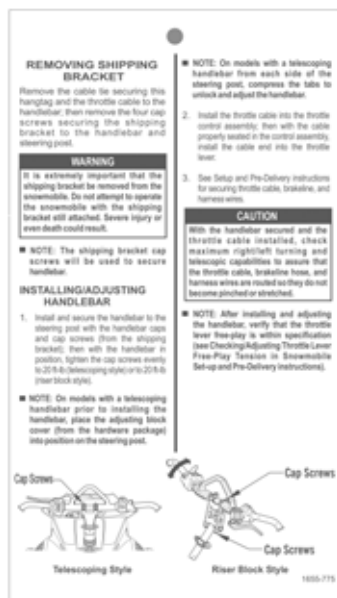 REMOVING SHIPPING
BRACKET
Remove the cable tie securing this
hangtag and the throttle cable to the
handlebar; then remove the four cap
screws securing the shipping
bracket to the handlebar and
steering post.
WARNING
It is extremely important that the
shipping bracket be removed from the
snowmobile. Do not attempt to operate
the snowmobile with the shipping
bracket still attached. Severe injury or
even death could result.
■ NOTE: The shipping bracket cap
screws will be used to secure
handlebar.
INSTALLING/ADJUSTING
HANDLEBAR
1. Install and secure the handlebar to the
steering post with the handlebar caps
and cap screws (from the shipping
bracket); then with the handlebar in
position, tighten the cap screws evenly
to 20 ft-lb (telescoping style) or to 20 ft-lb
(riser block style).
■ NOTE: On models with a telescoping
handlebar prior to installing the
handlebar, place the adjusting block
cover (from the hardware package)
into position on the steering post.
■ NOTE: On models with a telescoping
handlebar from each side of the
steering post, compress the tabs to
unlock and adjust the handlebar.
2. Install the throttle cable into the throttle
control assembly; then with the cable
properly seated in the control assembly,
install the cable end into the throttle
lever.
3. See Setup and Pre-Delivery instructions
for securing throttle cable, brakeline, and
harness wires.
CAUTION
With the handlebar secured and the
throttle cable installed, check
maximum right/left turning and
telescopic capabilities to assure that
the throttle cable, brakeline hose, and
harness wires are routed so they do not
become pinched or stretched.
■ NOTE: After installing and adjusting
the handlebar, verify that the throttle
lever free-play is within specification
(see Checking/Adjusting Throttle Lever
Free-Play Tension in Snowmobile
Set-up and Pre-Delivery instructions).
Cap Screws
Telescoping Style
Cap Screws
Cap Screws
Riser Block Style
1655-775